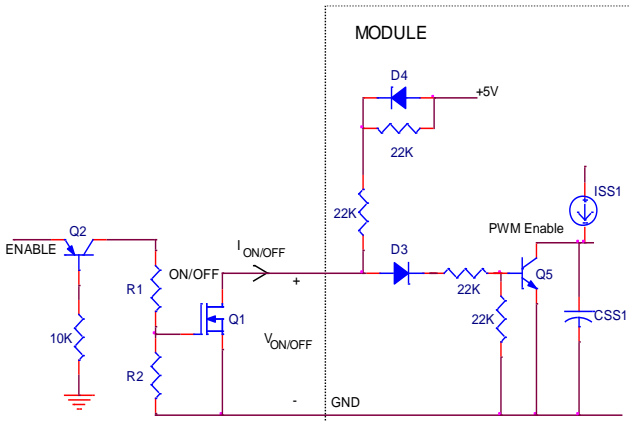 MODULE
D4
+5V
22K
ISS1
22K
PWM Enable
Q2
ENABLE
I ON/OFF
D3
ON/OFF
+
Q5
22K
R1
Q1
22K
CSS1
10K
V ON/OFF
R2
-
GND